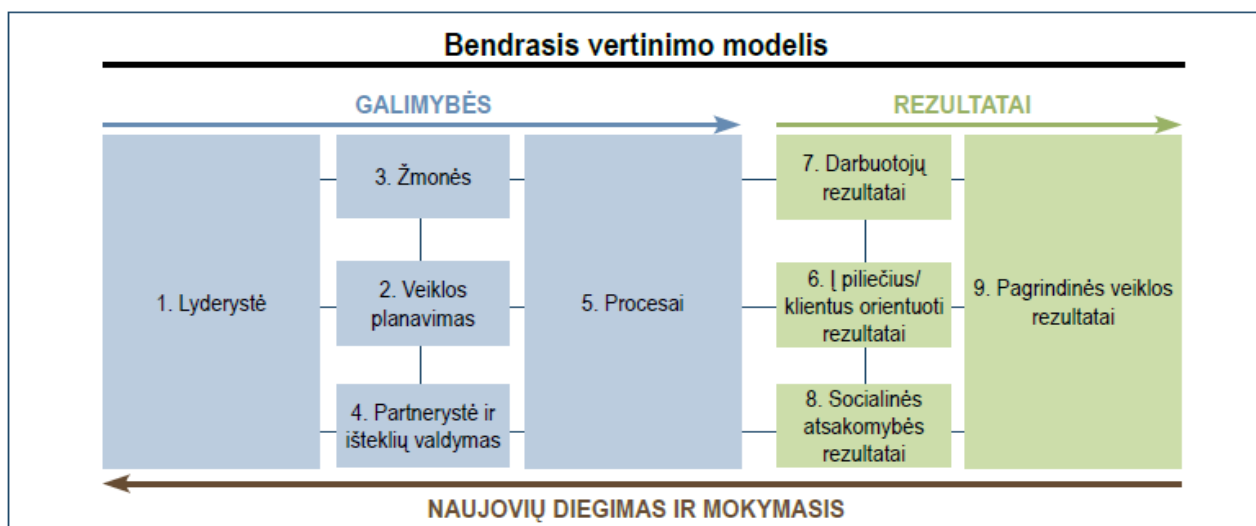 Bendrasis vertinimo modelis
GALIMYBĖS
REZULTATAI
1. Lyderystė
3. Žmonės
2. Veiklos
planavimas
4. Partnerystė ir
išteklių valdymas
5. Procesai
7. Darbuotojų
rezultatai
6. Į piliečius/
klientus orientuoti
rezultatai
8. Socialinės
atsakomybės
rezultatai
9. Pagrindinės veiklos
rezultatai
NAUJOVIŲ DIEGIMAS IR MOKYMASIS